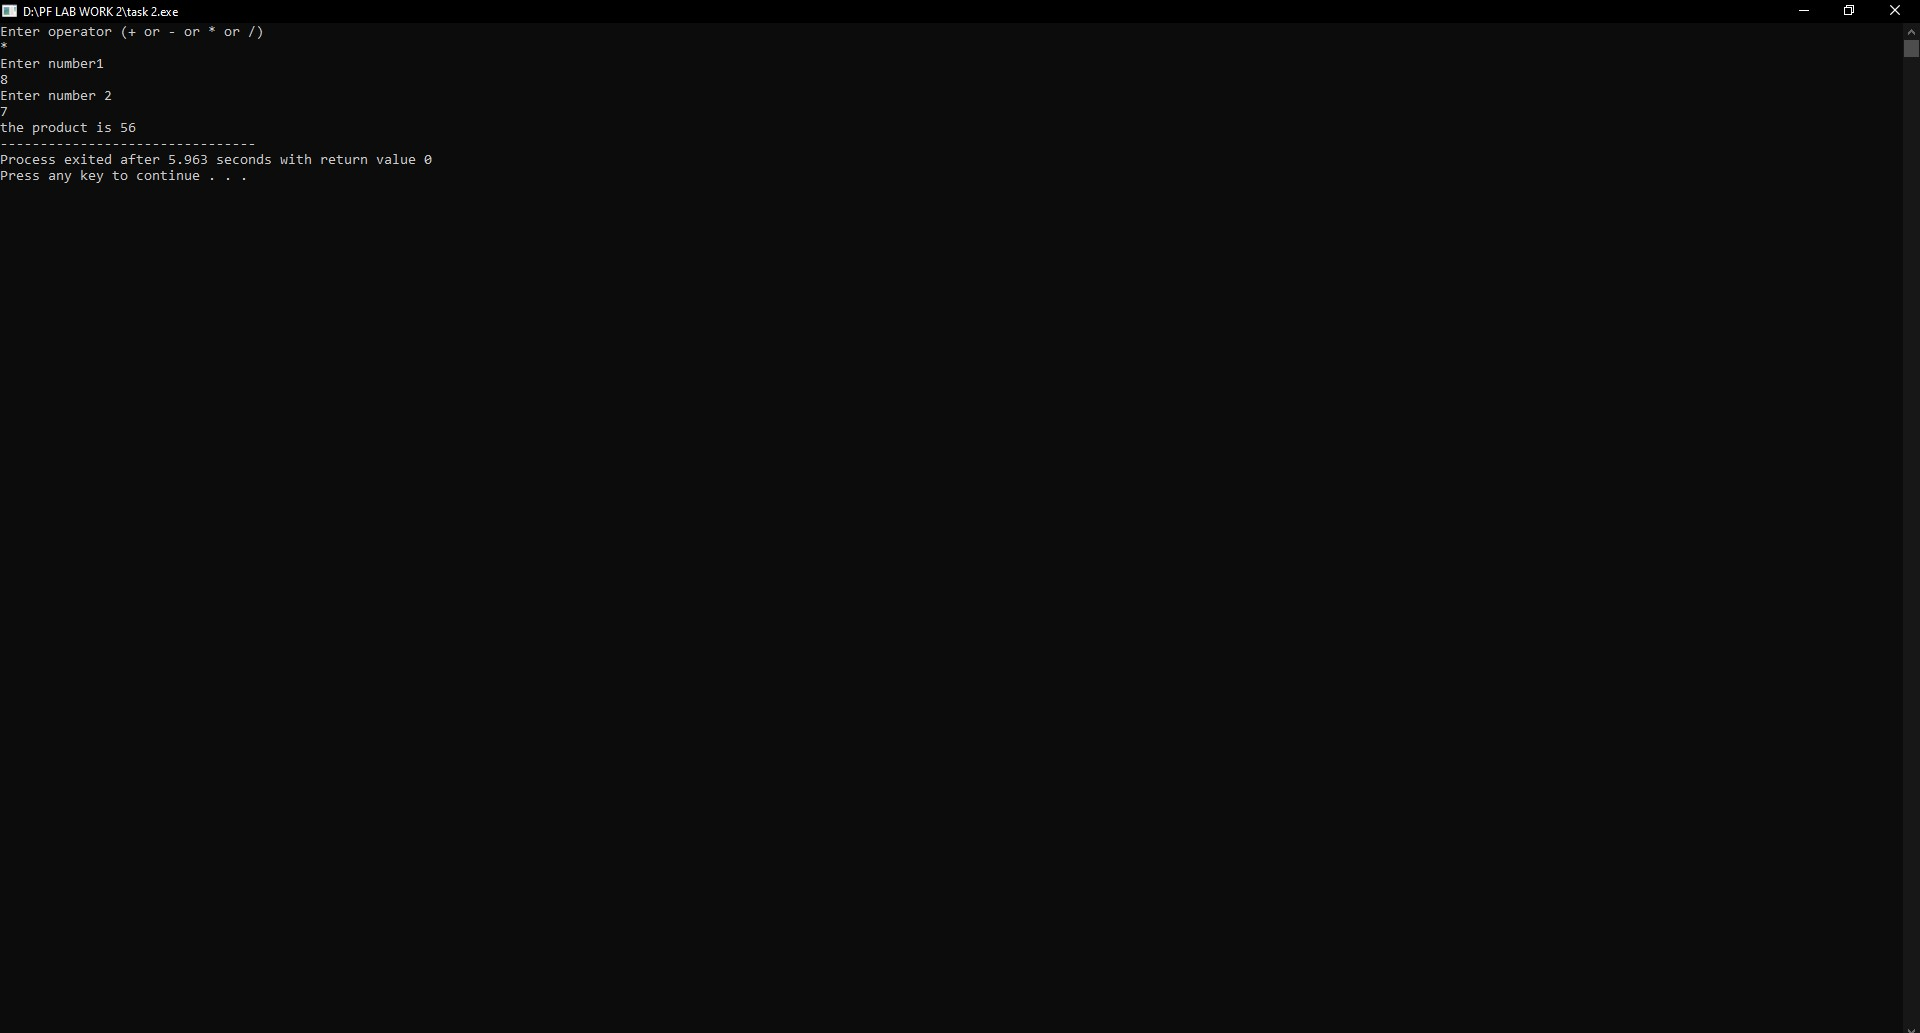 D:\PF LAB WORK 2\task 2.exe
Enter operator (+ or - or * or /)
*
Enter number1
8
Enter number 2
7
the product is 56
--------------------------------
Process exited after 5.963 seconds with return value 0
Press any key to continue . . .